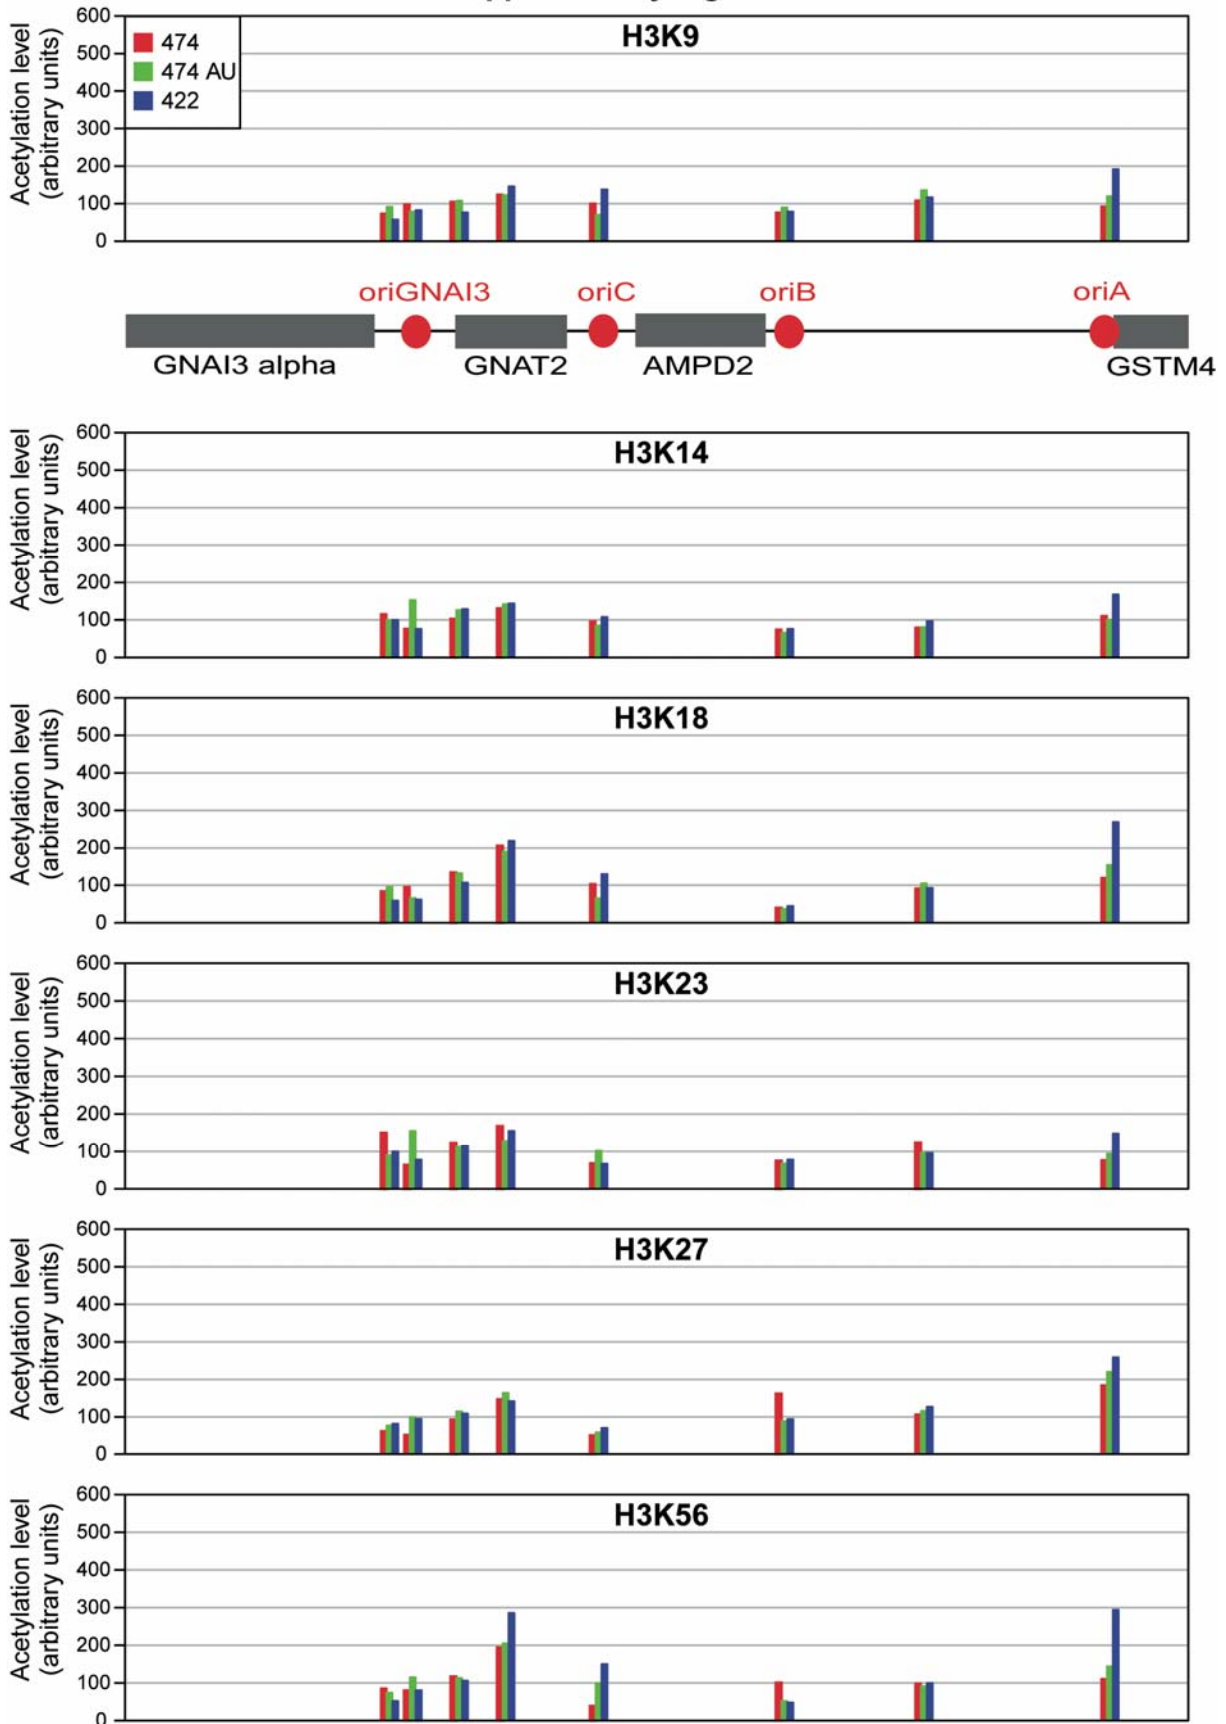 600
H3K9
474
474 AU
422
500
400
300
200
100
0
Acetylation level
(arbitrary units)
oriGNAI3
oriC
oriB
oriA
GNAI3 alpha
GNAT2
AMPD2
GSTM4
600
H3K14
500
400
300
200
100
0
Acetylation level
(arbitrary units)
600
H3K18
500
400
300
200
100
0
Acetylation level
(arbitrary units)
600
H3K23
500
400
300
200
100
0
Acetylation level
(arbitrary units)
600
H3K27
500
400
300
200
100
0
Acetylation level
(arbitrary units)
600
H3K56
500
400
300
200
100
0
Acetylation level
(arbitrary units)